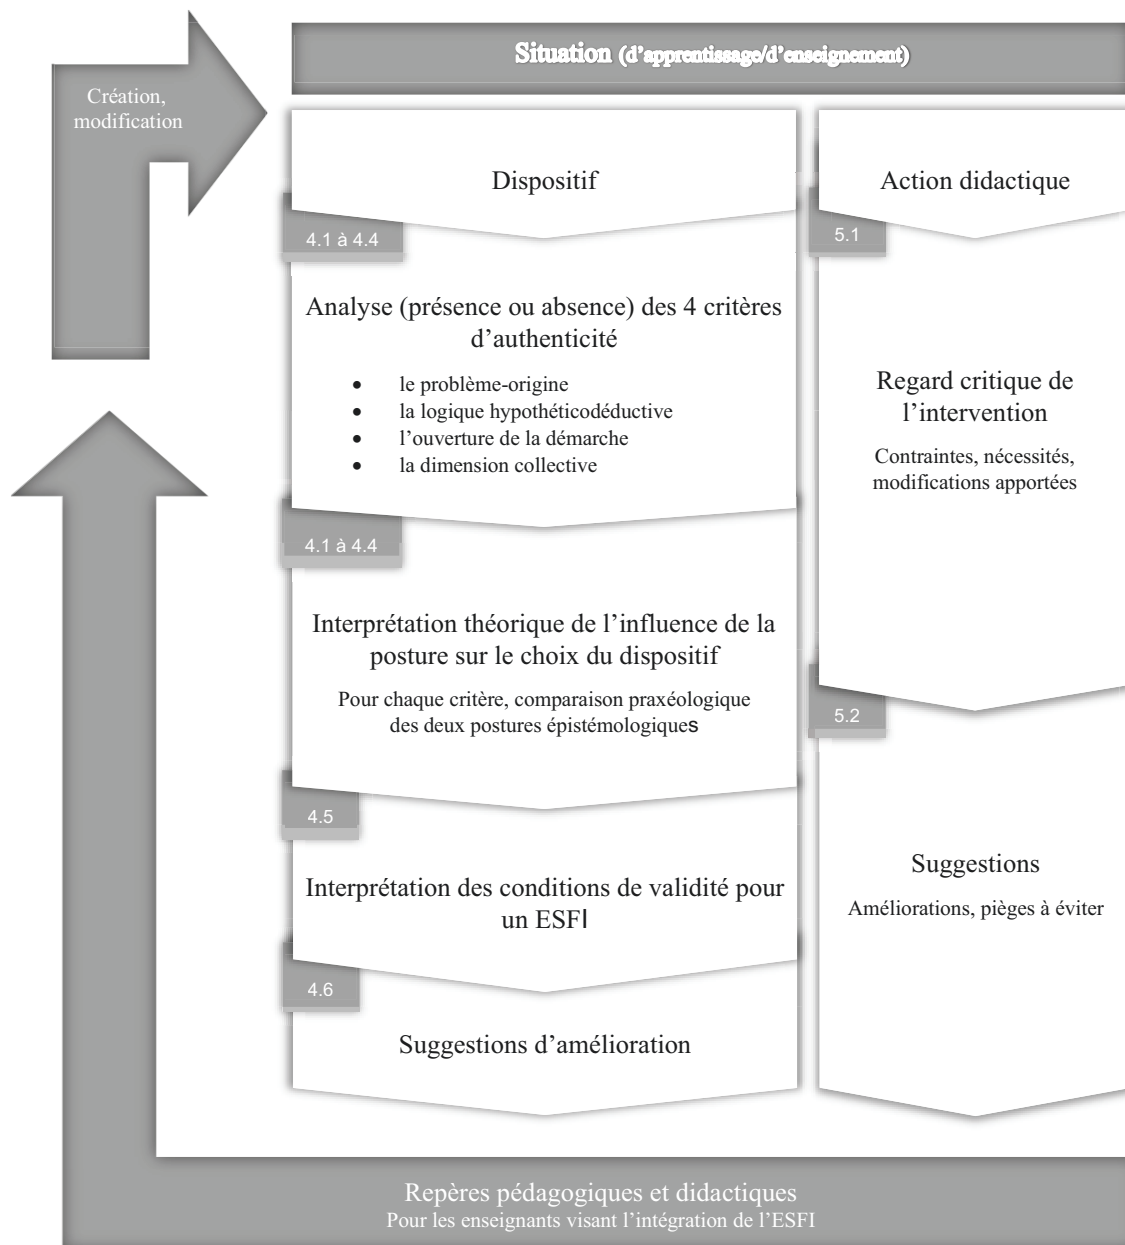 Situation (d’apprentissage/d’enseignement)
Création,
modification
Dispositif
4.1 à 4.4
Analyse (présence ou absence) des 4 critères
d’authenticité
• le problème-origine
• la logique hypothéticodéductive
• l’ouverture de la démarche
• la dimension collective
4.1 à 4.4
Interprétation théorique de l’influence de la
posture sur le choix du dispositif
Pour chaque critère, comparaison praxéologique
des deux postures épistémologiques
4.5
Interprétation des conditions de validité pour
un ESFI
4.6
Suggestions d’amélioration
Action didactique
5.1
Regard critique de
l’intervention
Contraintes, nécessités,
modifications apportées
5.2
Suggestions
Améliorations, pièges à éviter
Repères pédagogiques et didactiques
Pour les enseignants visant l’intégration de l’ESFI